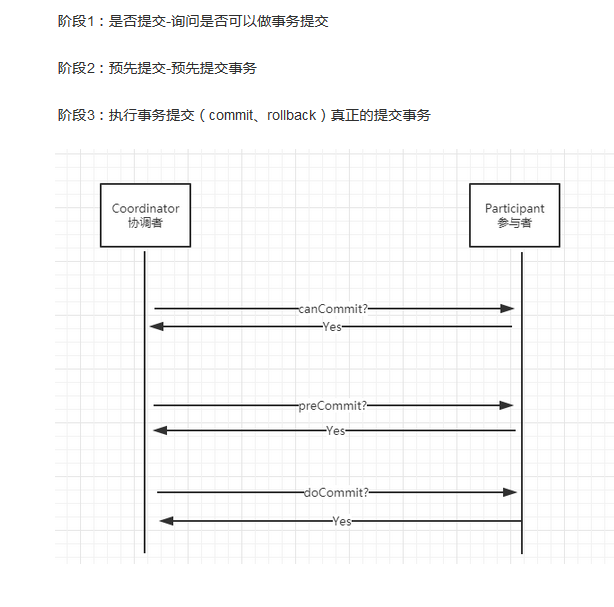 阶段1：是否提交-询问是否可以做事务提交
阶段2：预先提交-预先提交事务
阶段3：执行事务提交（commit、rollback）真正的提交事务
Coordinator
协调者
Participant
参与者
canCommit?
Yes
preCommit?
Yes
doCommit?
Yes